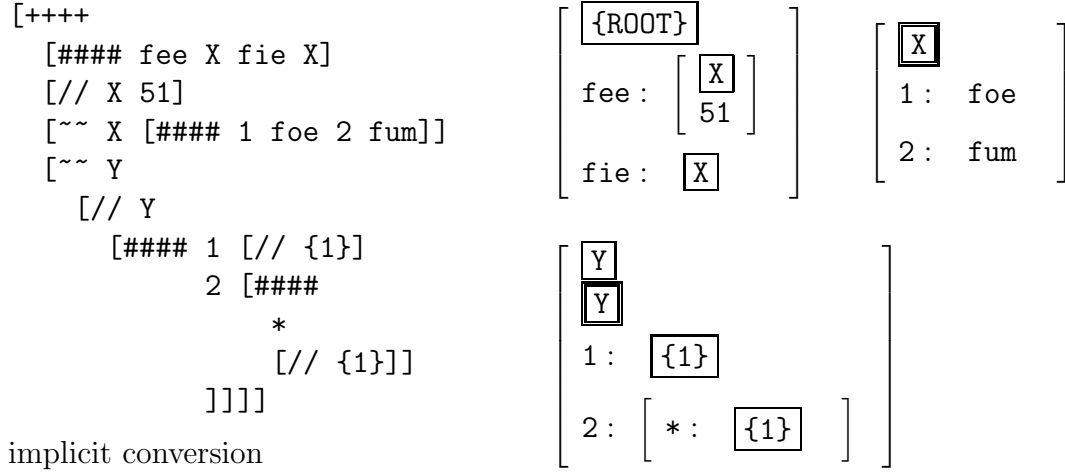 [++++
[#### fee X fie X]
[// X 51]
[~~ X [#### 1 foe 2 fum]]
[~~ Y
[// Y
[#### 1 [// {1}]
2 [####
*
[// {1}]]
]]]]
implicit conversion
{ROOT}
fee : X
51
fie : X
X
1 : foe
2 : fum
Y
Y
1 : {1}
2 : * : {1}